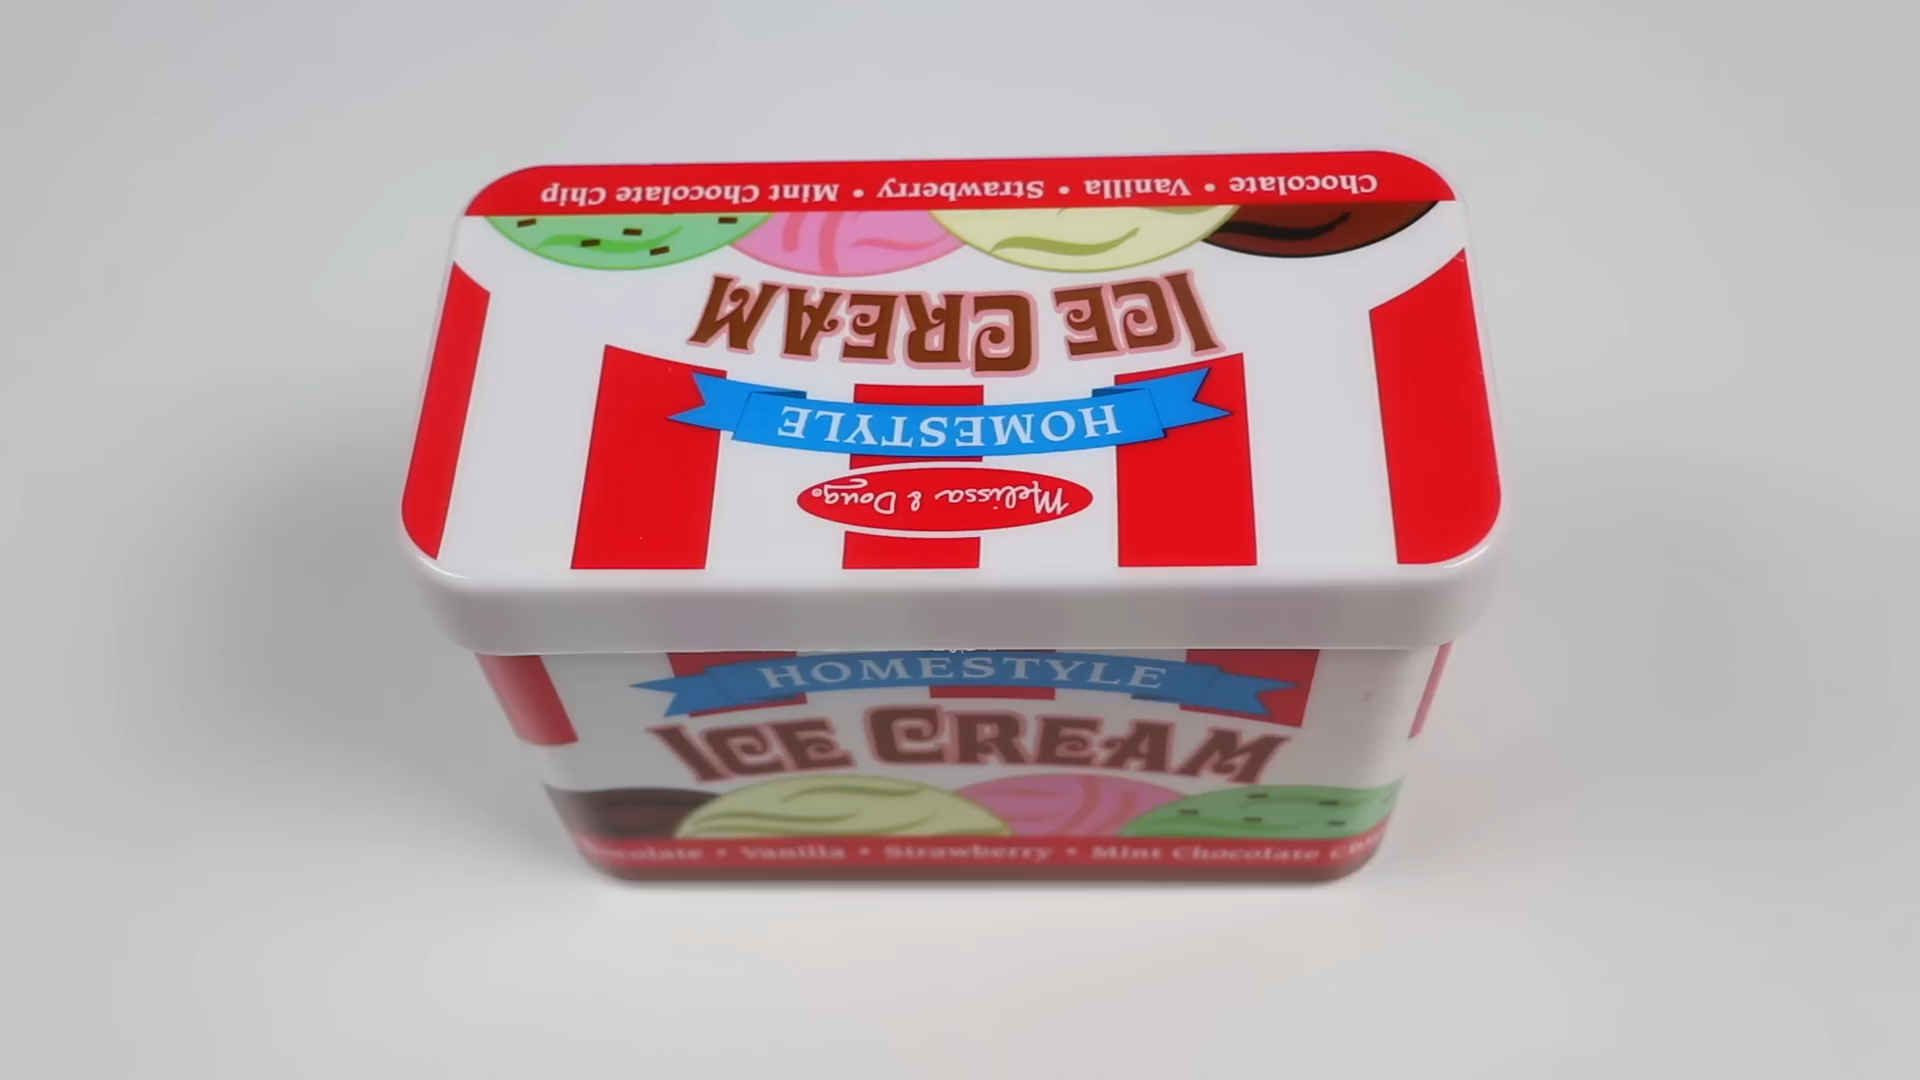 Melissa & Doug®
HOMESTYLE
ICE CREAM
Chocolate • Vanilla • Strawberry • Mint Chocolate Chip
HOMESTYLE
ICE CREAM
• Vanilla • Strawberry • Mint Chocolate